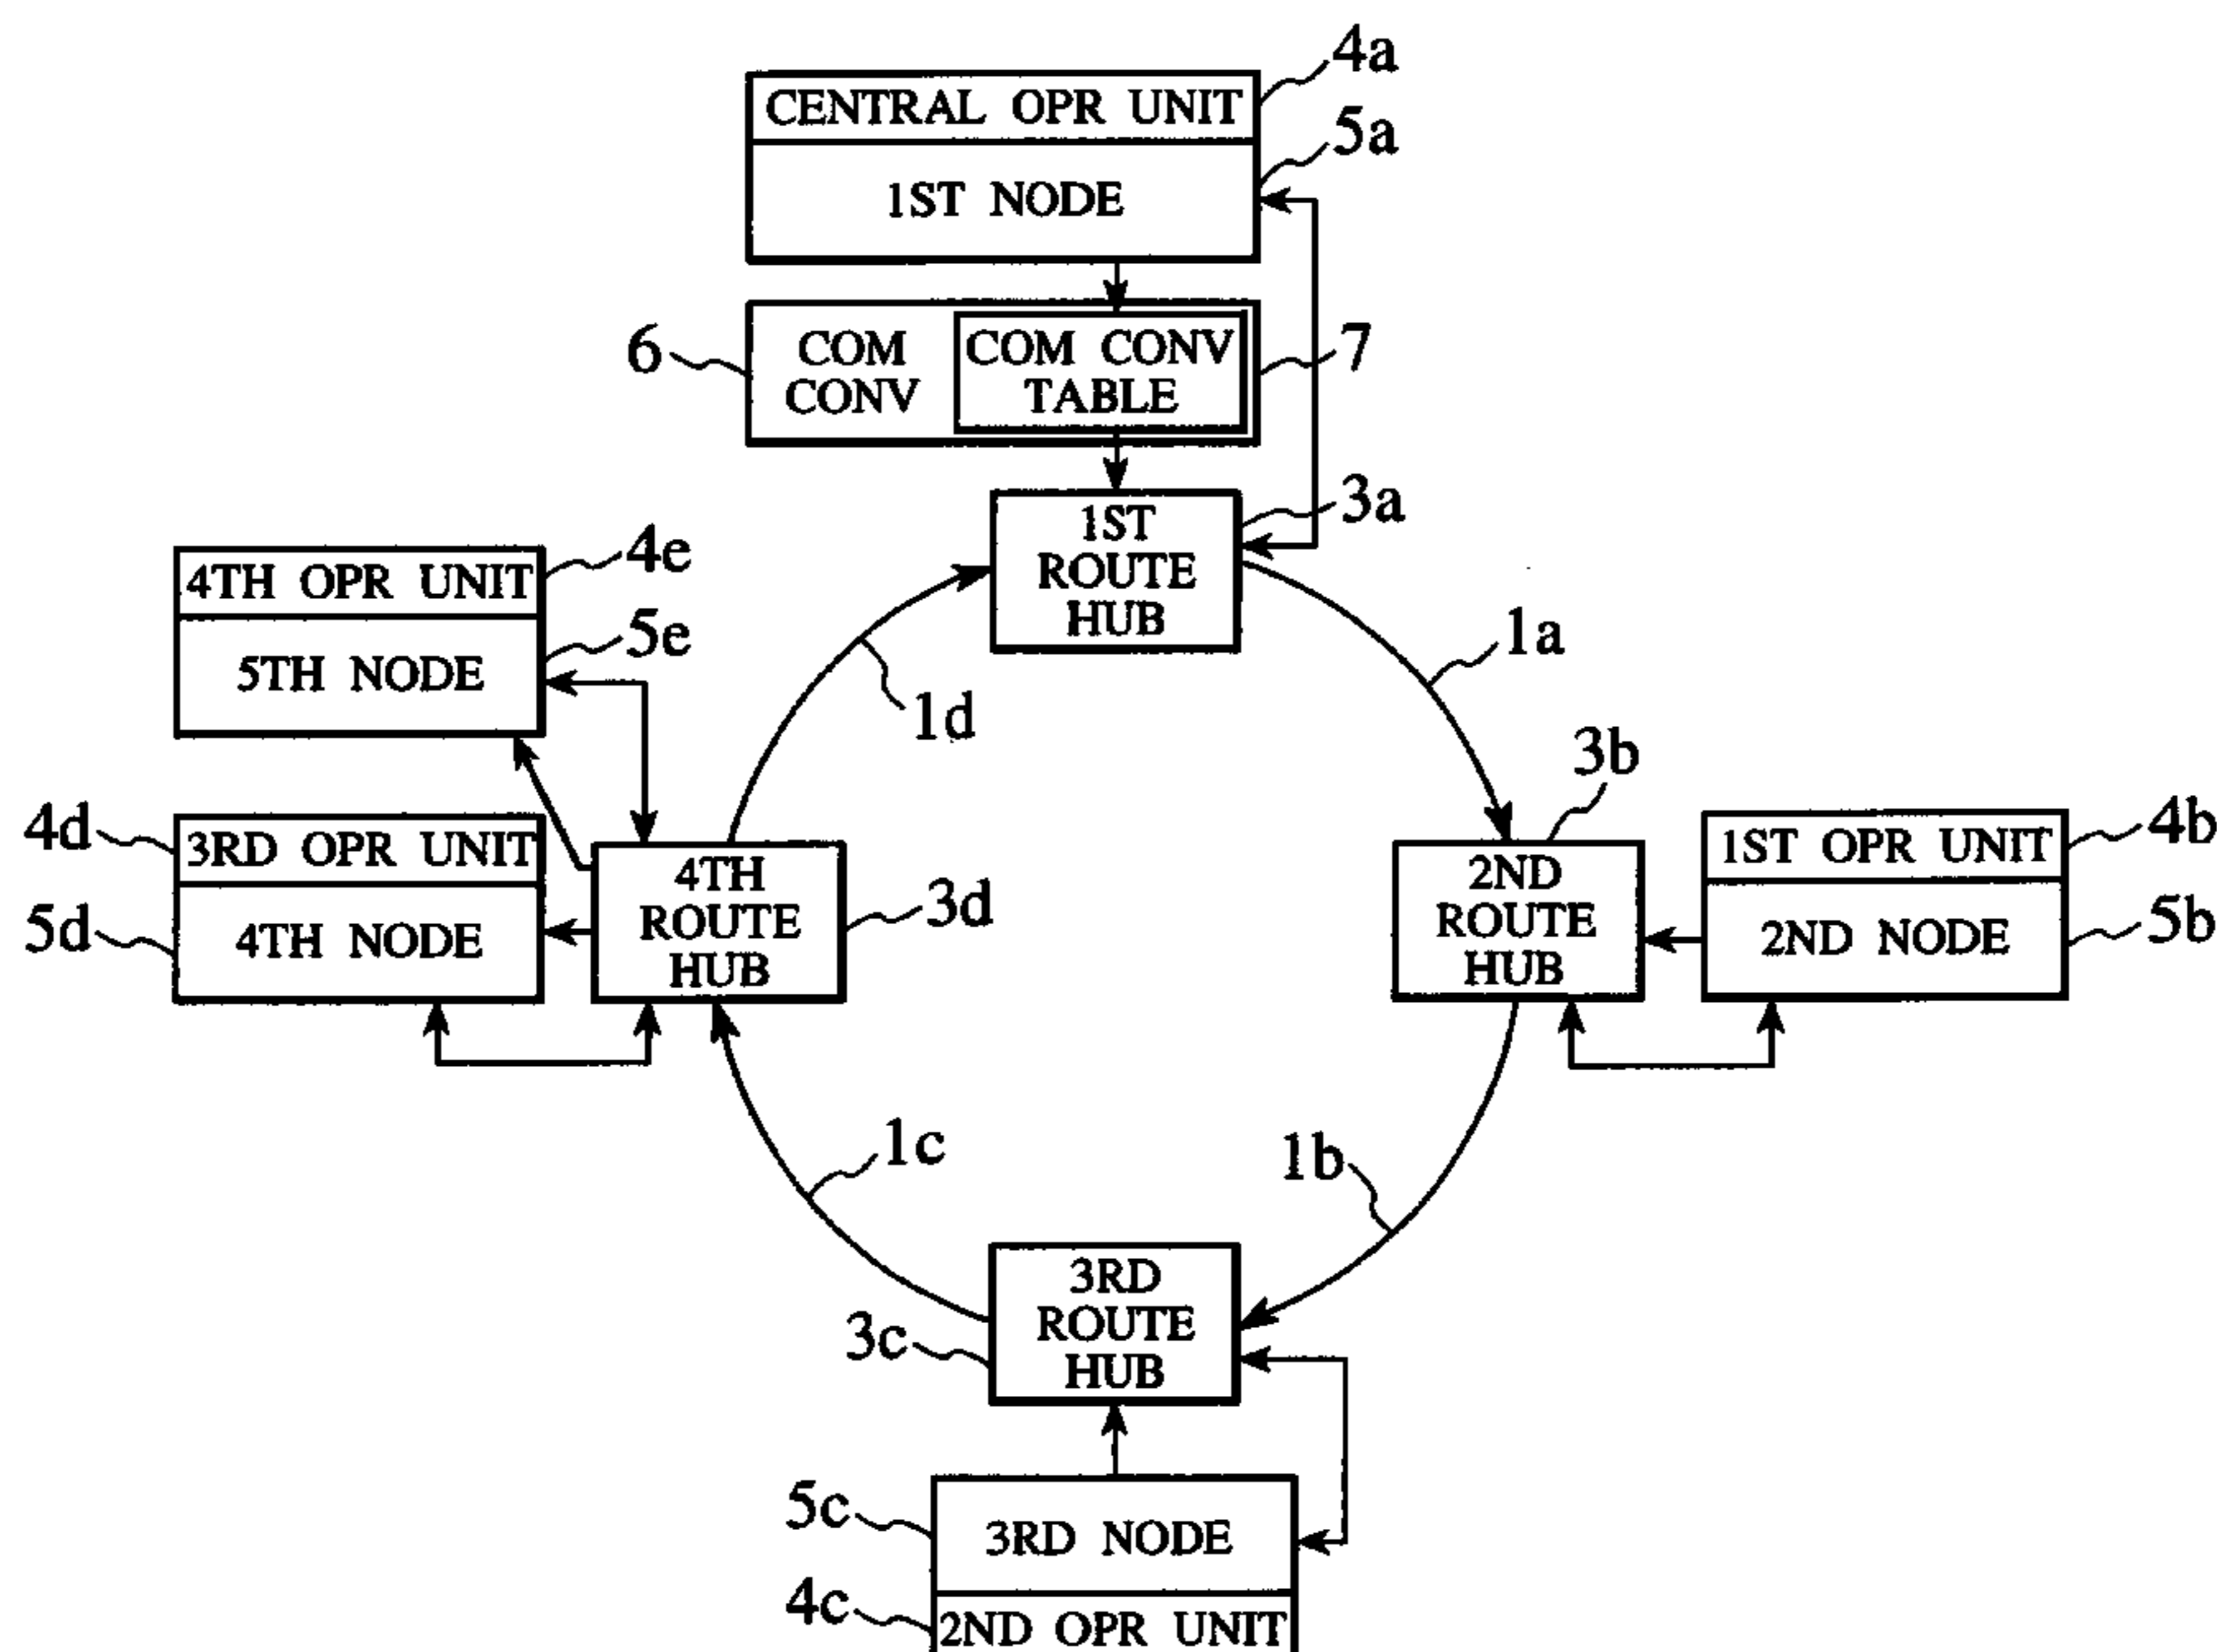 4a
CENTRAL OPR UNIT
5a
1ST NODE
6
COM
CONV
COM CONV
TABLE
7
3a
1ST
ROUTE
HUB
4e
4TH OPR UNIT
5e
5TH NODE
1a
1d
3b
4d
3RD OPR UNIT
5d
4TH NODE
4TH
ROUTE
HUB
3d
2ND
ROUTE
HUB
1ST OPR UNIT
4b
2ND NODE
5b
1c
1b
3RD
ROUTE
HUB
3c
5c
3RD NODE
4c
2ND OPR UNIT